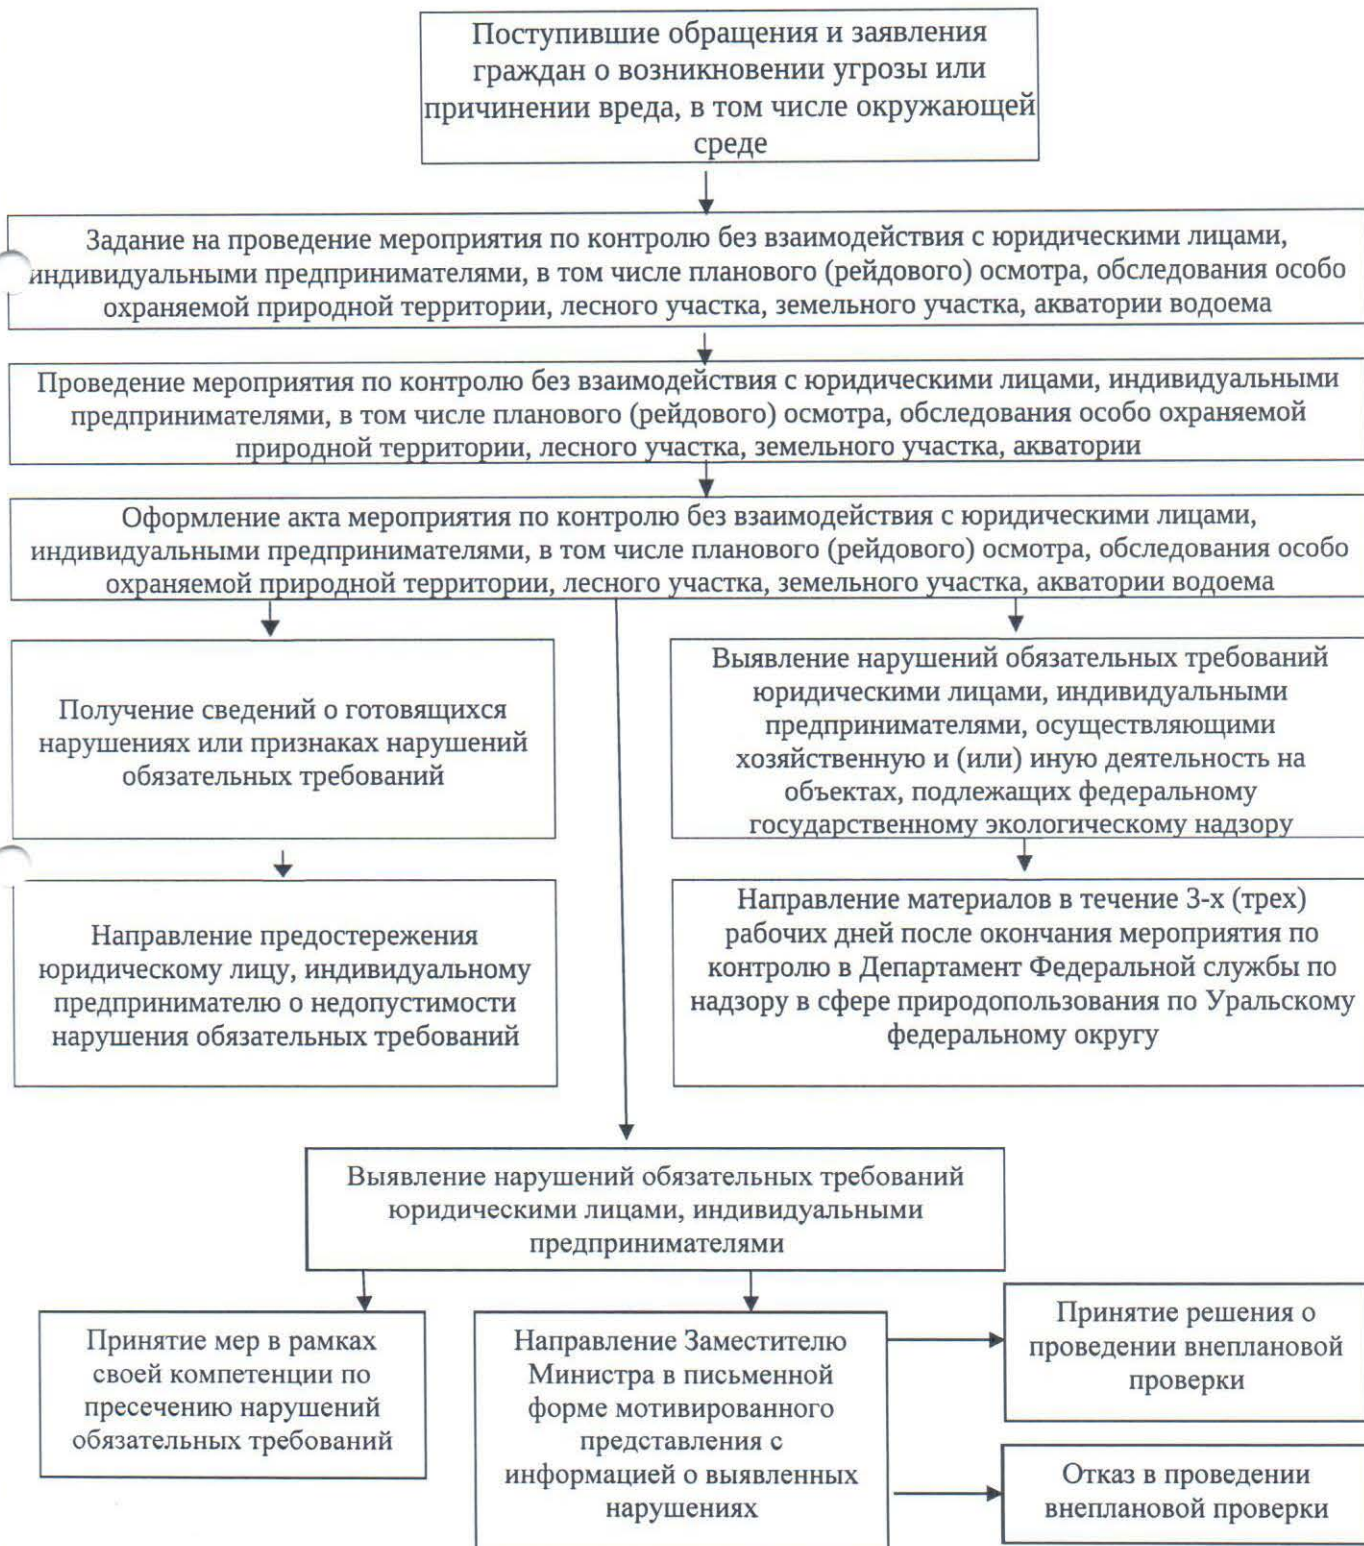 Поступившие обращения и заявления
граждан о возникновении угрозы или
причинении вреда, в том числе окружающей
среде
Задание на проведение мероприятия по контролю без взаимодействия с юридическими лицами,
индивидуальными предпринимателями, в том числе планового (рейдового) осмотра, обследования особо
охраняемой природной территории, лесного участка, земельного участка, акватории водоема
Проведение мероприятия по контролю без взаимодействия с юридическими лицами, индивидуальными
предпринимателями, в том числе планового (рейдового) осмотра, обследования особо охраняемой
природной территории, лесного участка, земельного участка, акватории
Оформление акта мероприятия по контролю без взаимодействия с юридическими лицами,
индивидуальными предпринимателями, в том числе планового (рейдового) осмотра, обследования особо
охраняемой природной территории, лесного участка, земельного участка, акватории водоема
Получение сведений о готовящихся
нарушениях или признаках нарушений
обязательных требований
Выявление нарушений обязательных требований
юридическими лицами, индивидуальными
предпринимателями, осуществляющими
хозяйственную и (или) иную деятельность на
объектах, подлежащих федеральному
государственному экологическому надзору
Направление предостережения
юридическому лицу, индивидуальному
предпринимателю о недопустимости
нарушения обязательных требований
Направление материалов в течение 3-х (трех)
рабочих дней после окончания мероприятия по
контролю в Департамент Федеральной службы по
надзору в сфере природопользования по Уральскому
федеральному округу
Выявление нарушений обязательных требований
юридическими лицами, индивидуальными
предпринимателями
Принятие мер в рамках
своей компетенции по
пресечению нарушений
обязательных требований
Направление Заместителю
Министра в письменной
форме мотивированного
представления с
информацией о выявленных
нарушениях
Принятие решения о
проведении внеплановой
проверки
Отказ в проведении
внеплановой проверки